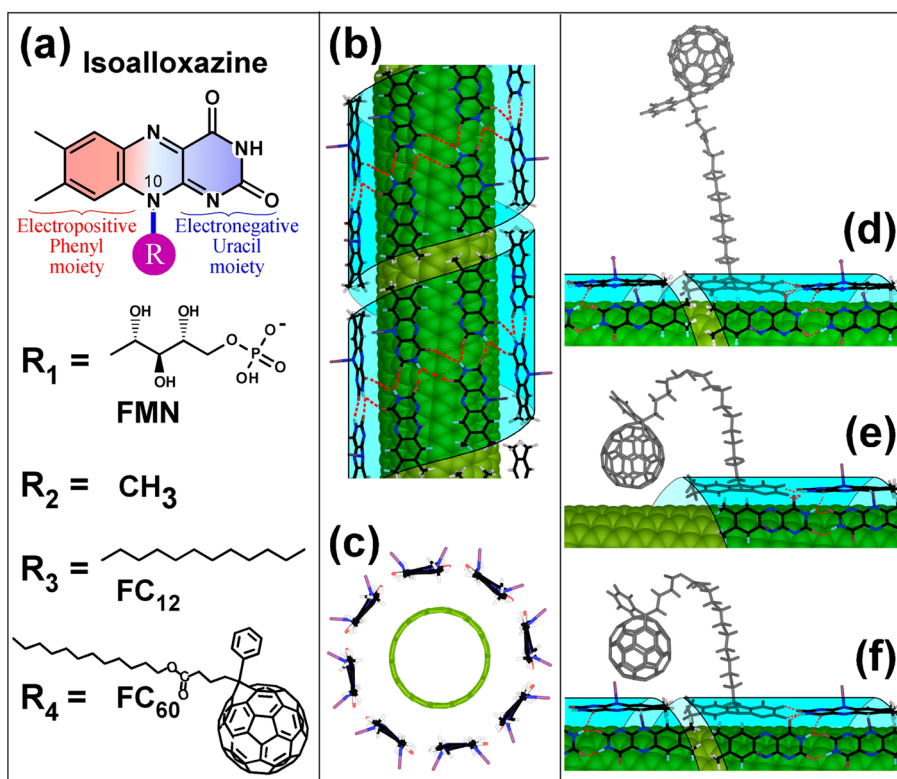 (a)
Isoalloxazine
O
N
NH
10
N
N
O
Electropositive
Phenyl
moiety
Electronegative
Uracil
moiety
R
R₁ =
OH
OH
OH
O
P
O⁻
O
OH
FMN
R₂ = CH₃
R₃ =
FC₁₂
R₄ =
O
C
O
FC₆₀
(b)
(c)
(d)
(e)
(f)